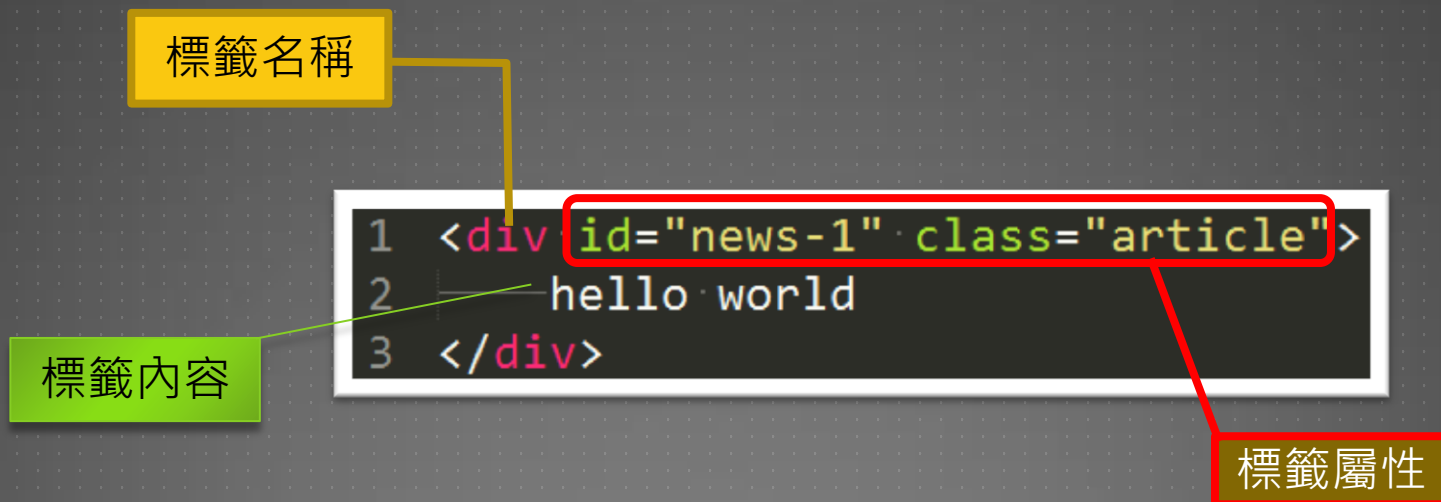 標籤名稱
1 <div id="news-1" class="article">
2 hello world
3 </div>
標籤內容
標籤屬性